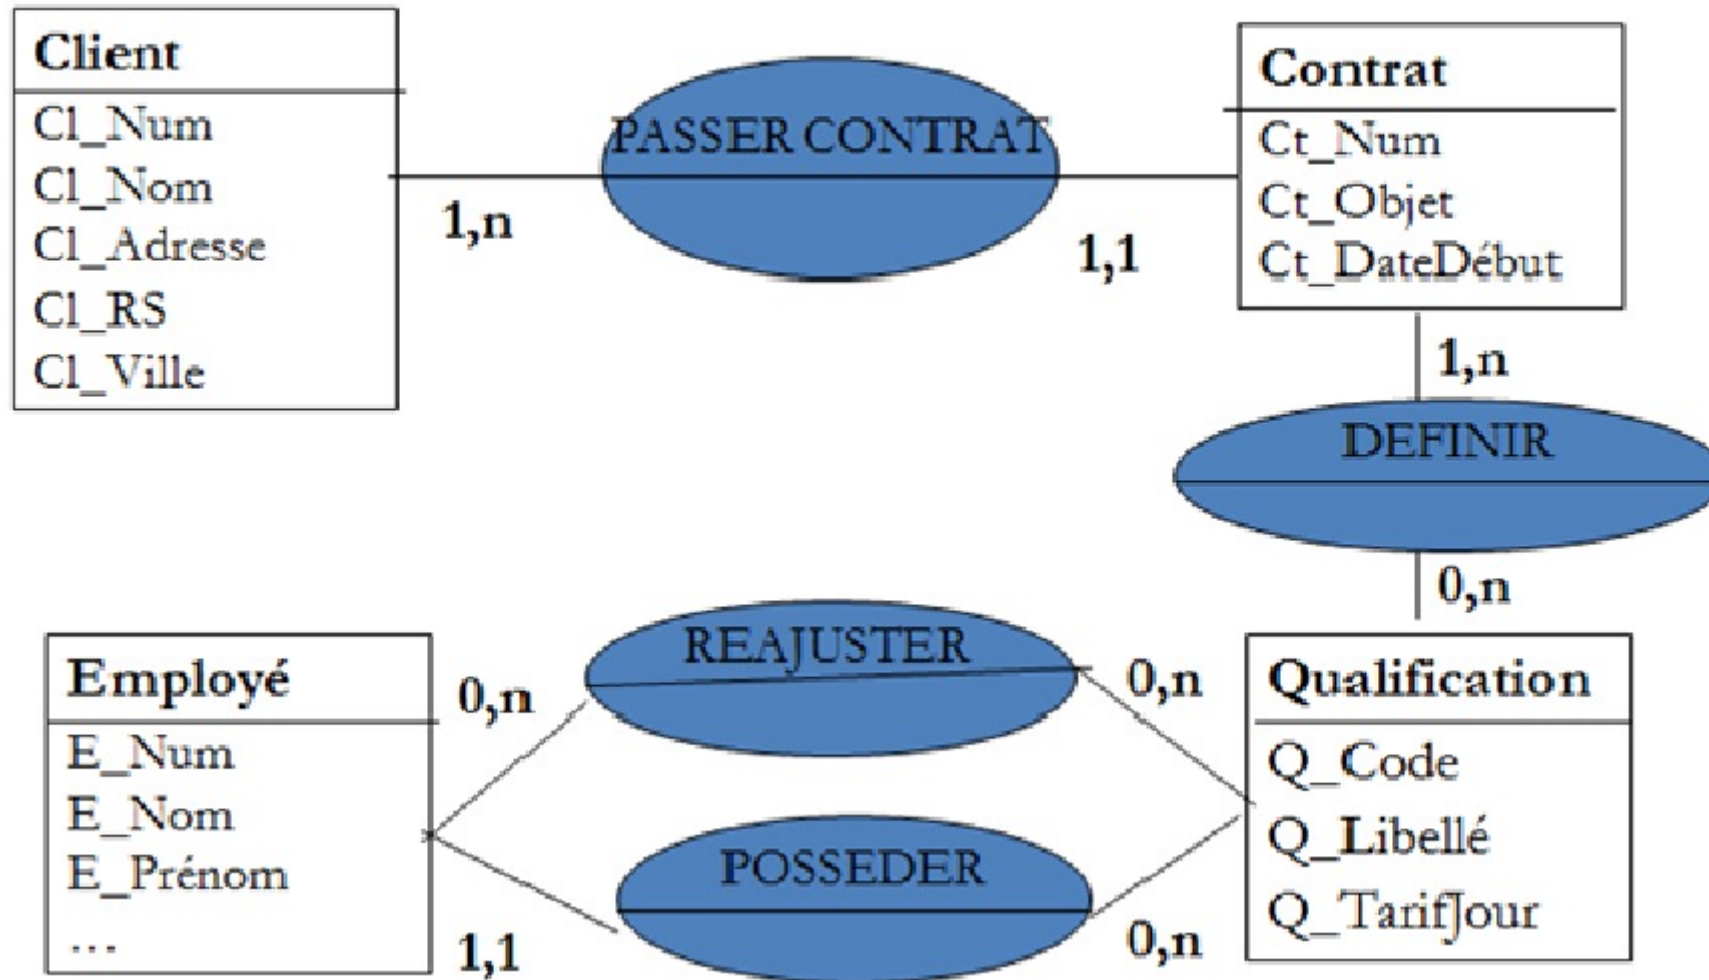 Client
Cl_Num
Cl_Nom
Cl_Adresse
Cl_RS
Cl_Ville
1,n
PASSER CONTRAT
1,1
Contrat
Ct_Num
Ct_Objet
Ct_DateDébut
1,n
DEFINIR
0,n
Employé
E_Num
E_Nom
E_Prénom
...
0,n
REAJUSTER
0,n
1,1
POSSEDER
0,n
Qualification
Q_Code
Q_Libellé
Q_TarifJour